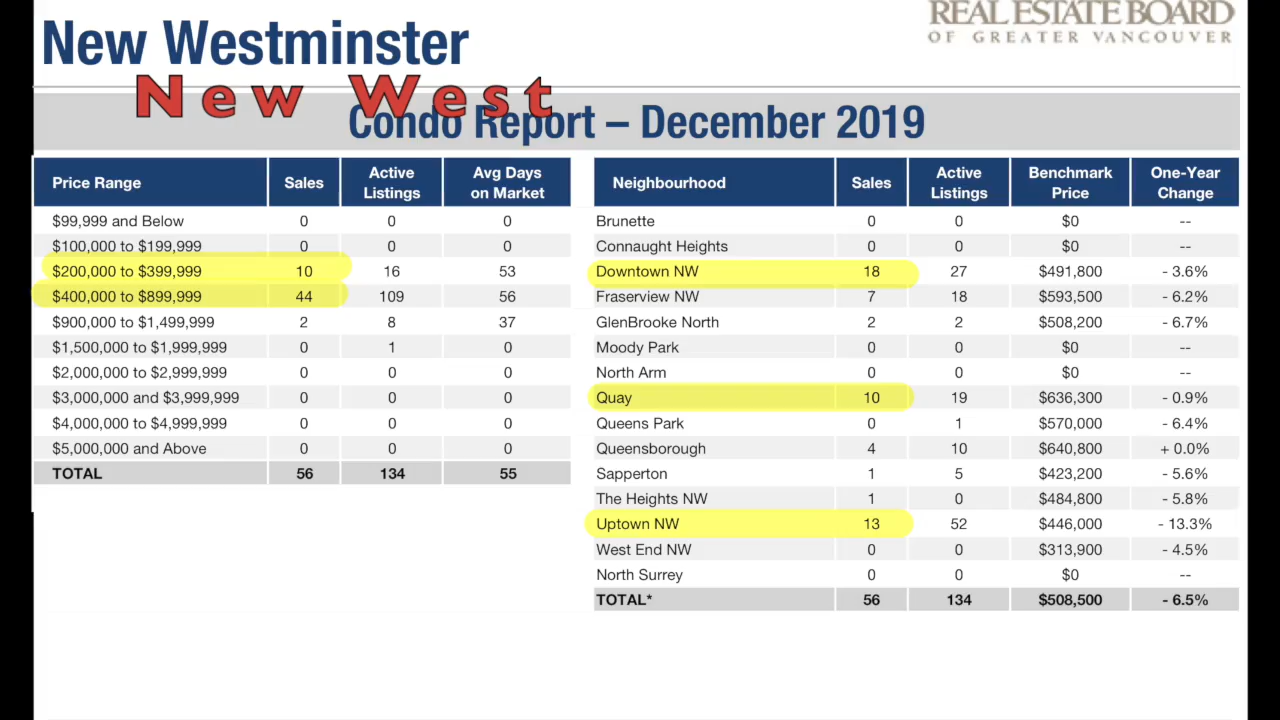 New Westminster
REAL ESTATE BOARD
OF GREATER VANCOUVER
New West
Condo Report – December 2019
Price Range Sales Active Listings Avg Days on Market
$99,999 and Below 0 0 0
$100,000 to $199,999 0 0 0
$200,000 to $399,999 10 16 53
$400,000 to $899,999 44 109 56
$900,000 to $1,499,999 2 8 37
$1,500,000 to $1,999,999 0 1 0
$2,000,000 to $2,999,999 0 0 0
$3,000,000 and $3,999,999 0 0 0
$4,000,000 to $4,999,999 0 0 0
$5,000,000 and Above 0 0 0
TOTAL 56 134 55
Neighbourhood Sales Active Listings Benchmark Price One-Year Change
Brunette 0 0 $0 --
Connaught Heights 0 0 $0 --
Downtown NW 18 27 $491,800 - 3.6%
Fraserview NW 7 18 $593,500 - 6.2%
GlenBrooke North 2 2 $508,200 - 6.7%
Moody Park 0 0 $0 --
North Arm 0 0 $0 --
Quay 10 19 $636,300 - 0.9%
Queens Park 0 1 $570,000 - 6.4%
Queensborough 4 10 $640,800 + 0.0%
Sapperton 1 5 $423,200 - 5.6%
The Heights NW 1 0 $484,800 - 5.8%
Uptown NW 13 52 $446,000 - 13.3%
West End NW 0 0 $313,900 - 4.5%
North Surrey 0 0 $0 --
TOTAL* 56 134 $508,500 - 6.5%